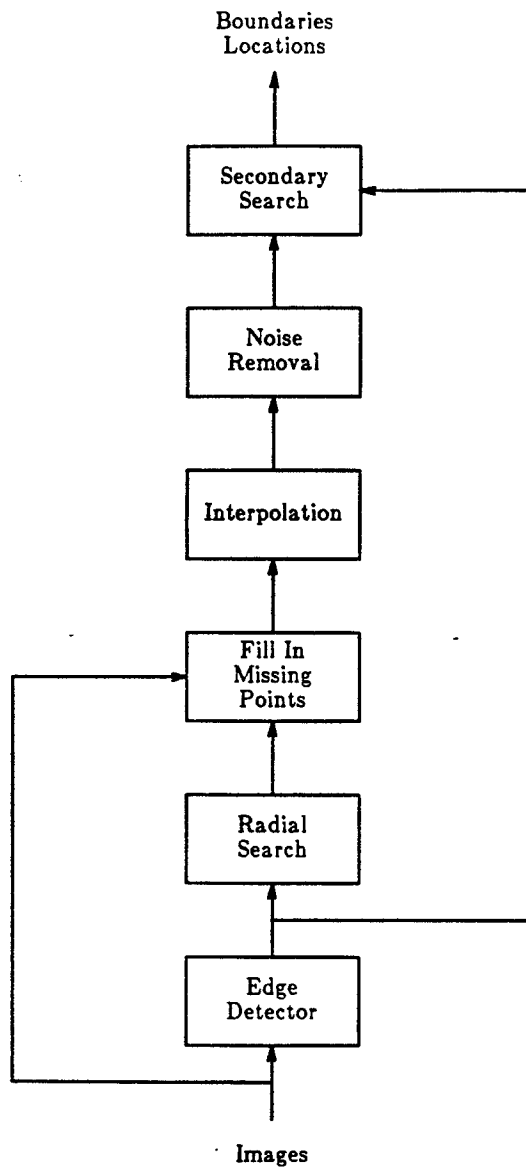 Boundaries
Locations
Secondary
Search
Noise
Removal
Interpolation
Fill In
Missing
Points
Radial
Search
Edge
Detector
Images